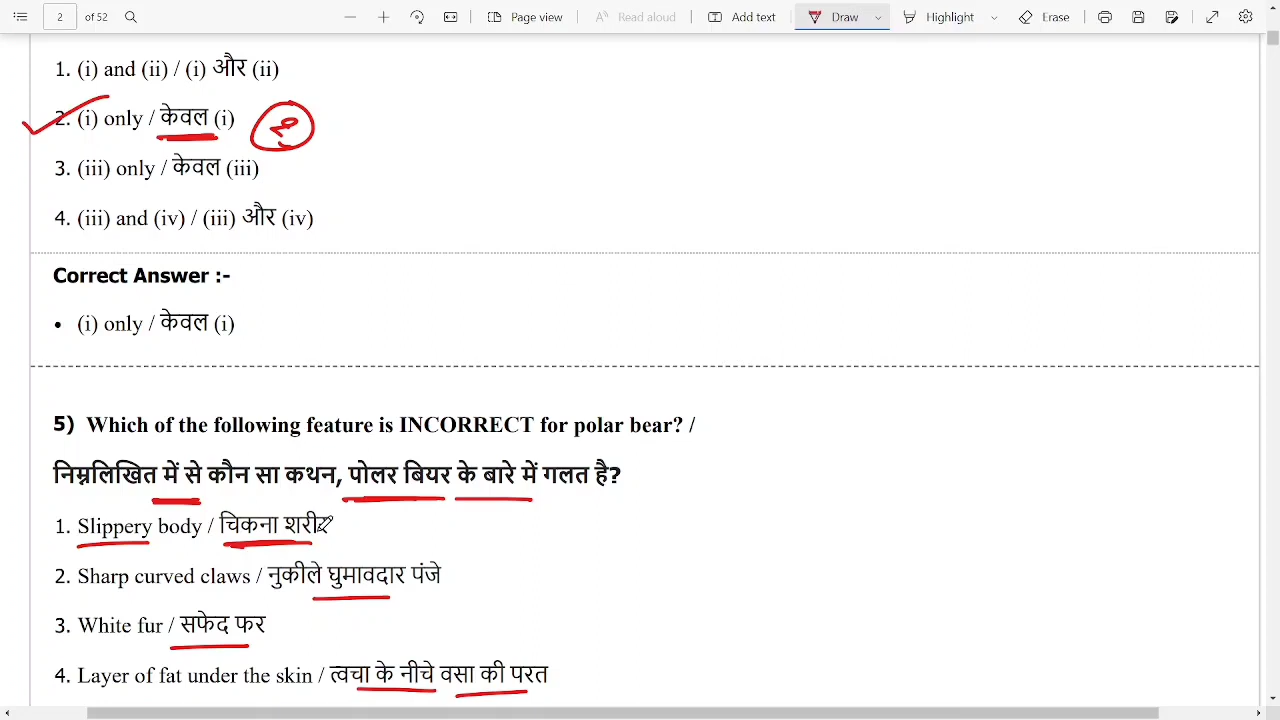 2 of 52 Page view Read aloud Add text Draw Highlight Erase
1. (i) and (ii) / (i) और (ii)
2. (i) only / केवल (i)
3. (iii) only / केवल (iii)
4. (iii) and (iv) / (iii) और (iv)
Correct Answer :-
• (i) only / केवल (i)
5) Which of the following feature is INCORRECT for polar bear? /
निम्नलिखित में से कौन सा कथन, पोलर बियर के बारे में गलत है?
1. Slippery body / चिकना शरीर
2. Sharp curved claws / नुकीले घुमावदार पंजे
3. White fur / सफेद फर
4. Layer of fat under the skin / त्वचा के नीचे वसा की परत